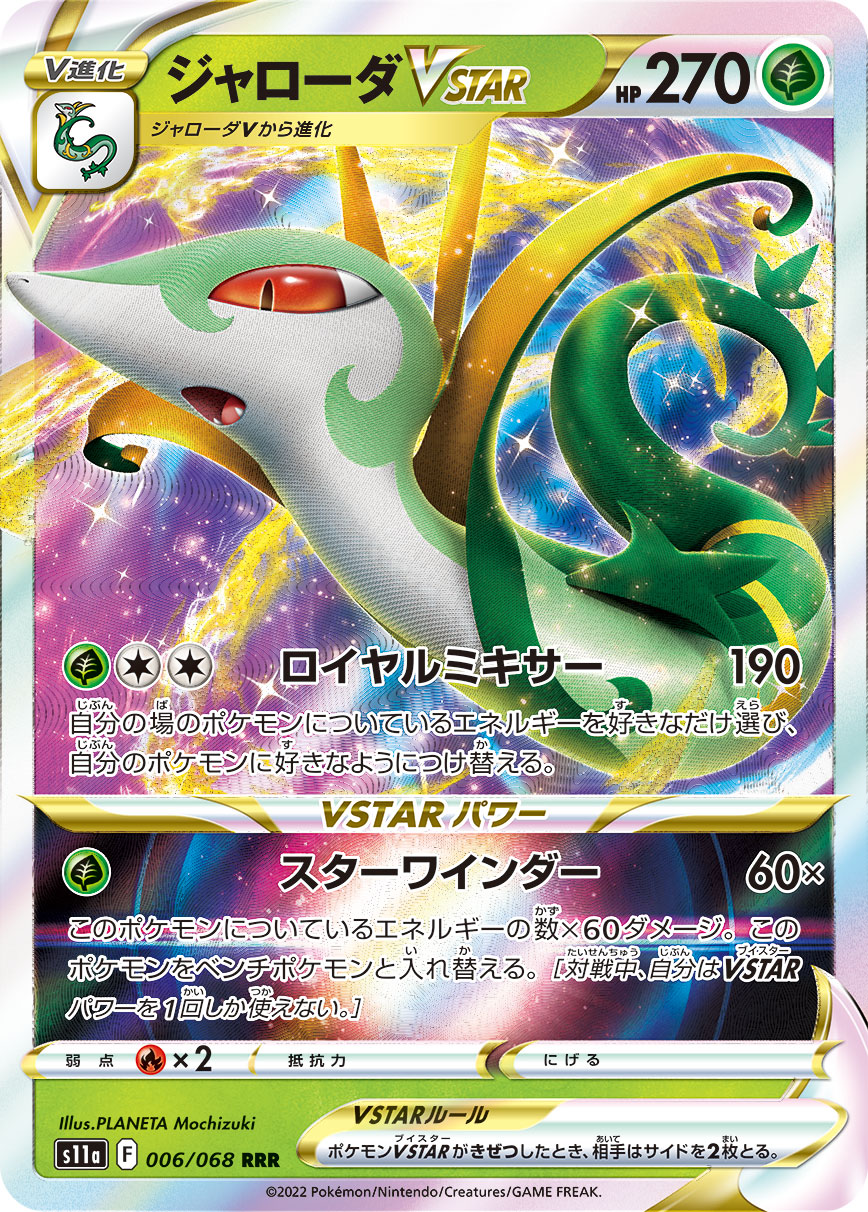 V進化
ジャローダVSTAR
HP 270
ジャローダVから進化
ロイヤルミキサー 190
自分の場のポケモンについているエネルギーを好きなだけ選び、
自分のポケモンに好きなようにつけ替える。
VSTARパワー
スターワインダー 60×
このポケモンについているエネルギーの数×60ダメージ。この
ポケモンをベンチポケモンと入れ替える。[対戦中、自分はVSTAR
パワーを1回しか使えない。]
弱点 ×2 抵抗力 にげる
Illus.PLANETA Mochizuki
VSTARルール
ポケモンVSTARがきぜつしたとき、相手はサイドを2枚とる。
s11a F 006/068 RRR
©2022 Pokémon/Nintendo/Creatures/GAME FREAK.